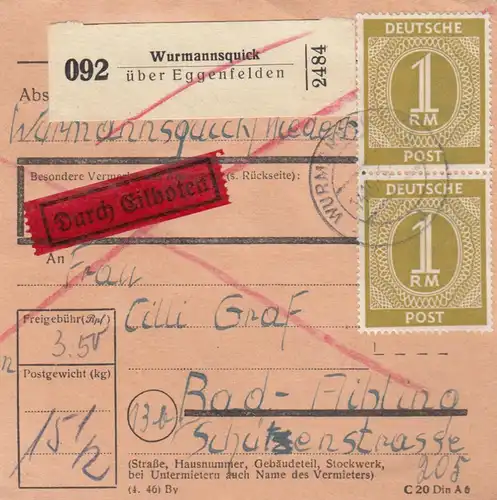 092
Wurmannsquick
über Eggenfelden
2484
DEUTSCHE
1
RM
POST
Abs
Wurmannsquick/
WURM
Besondere
(s. Rückseite):
Durch Eilboten
DEUTSCHE
1
RM
POST
An
Frau
Cilli Graf
Freigebühr (Rpf)
3.50
Postgewicht (kg)
15 1/2
13b
Bad-Aibling
Schützenstrasse
205
(Straße, Hausnummer, Gebäudeteil, Stockwerk,
bei Untermietern auch Name des Vermieters)
(4. 46) By
C 20 Din A 6